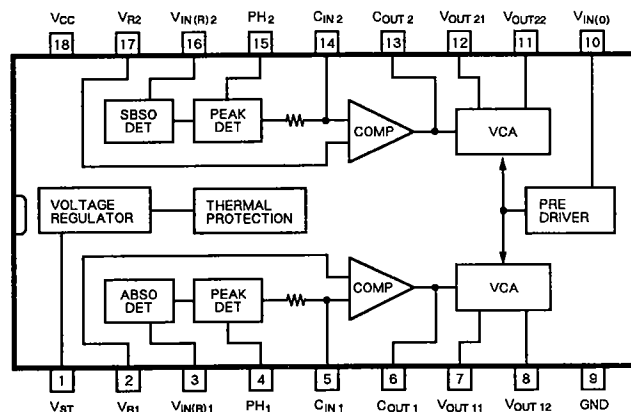 VCC VR2 VIN(R)2 PH2 CIN2 COUT2 VOUT21 VOUT22 VIN(0)
18 17 16 15 14 13 12 11 10
SBSO DET
PEAK DET
COMP
VCA
VOLTAGE REGULATOR
THERMAL PROTECTION
PRE DRIVER
ABSO DET
PEAK DET
COMP
VCA
1 2 3 4 5 6 7 8 9
VST VR1 VIN(R)1 PH1 CIN1 COUT1 VOUT11 VOUT12 GND